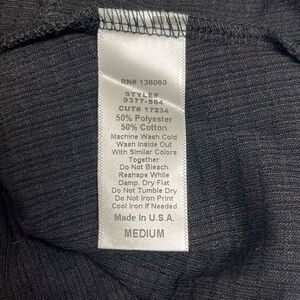 RN# 136060
STYLE#
9377-584
CUT# 17234
50% Polyester
50% Cotton
Machine Wash Cold
Wash Inside Out
With Similar Colors
Together
Do Not Bleach.
Reshape While
Damp. Dry Flat
Do Not Tumble Dry
Do Not Iron Print
Cool Iron If Needed
Made In U.S.A.
MEDIUM